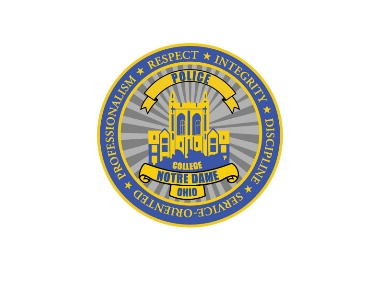 PROFESSIONALISM ★ RESPECT ★ INTEGRITY ★ DISCIPLINE ★ SERVICE-ORIENTED ★
POLICE
COLLEGE
NOTRE DAME
OHIO